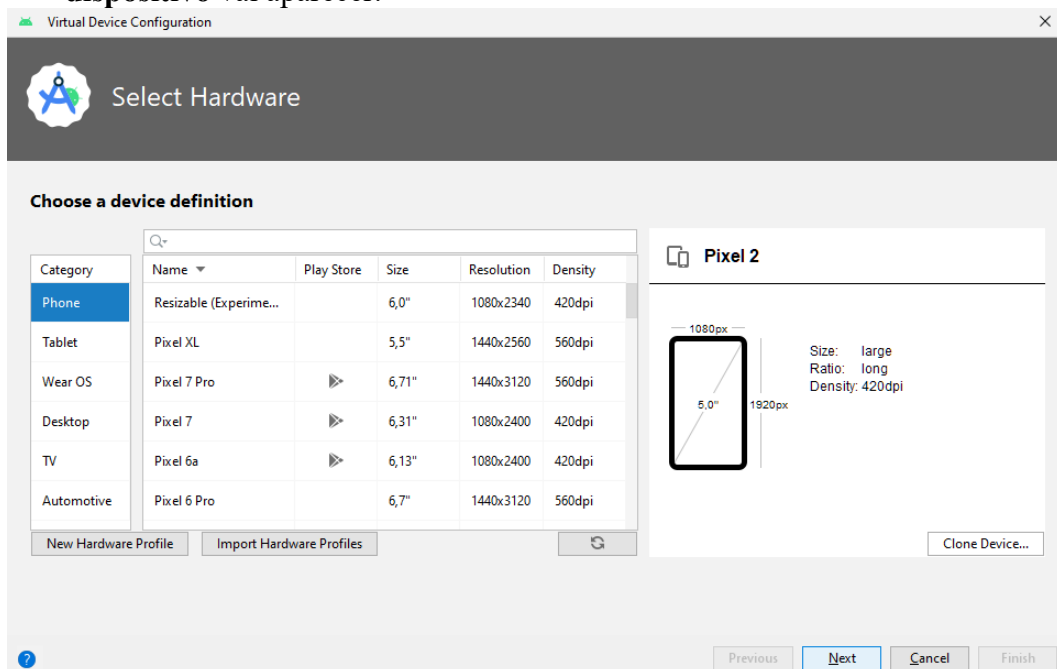 dispositivo vai aparecer.
Virtual Device Configuration
Select Hardware
Choose a device definition
Category Name Play Store Size Resolution Density
Phone Resizable (Experime... 6,0" 1080x2340 420dpi
Tablet Pixel XL 5,5" 1440x2560 560dpi
Wear OS Pixel 7 Pro 6,71" 1440x3120 560dpi
Desktop Pixel 7 6,31" 1080x2400 420dpi
TV Pixel 6a 6,13" 1080x2400 420dpi
Automotive Pixel 6 Pro 6,7" 1440x3120 560dpi
New Hardware Profile Import Hardware Profiles
Pixel 2
1080px
5,0" 1920px
Size: large
Ratio: long
Density: 420dpi
Clone Device...
? Previous Next Cancel Finish